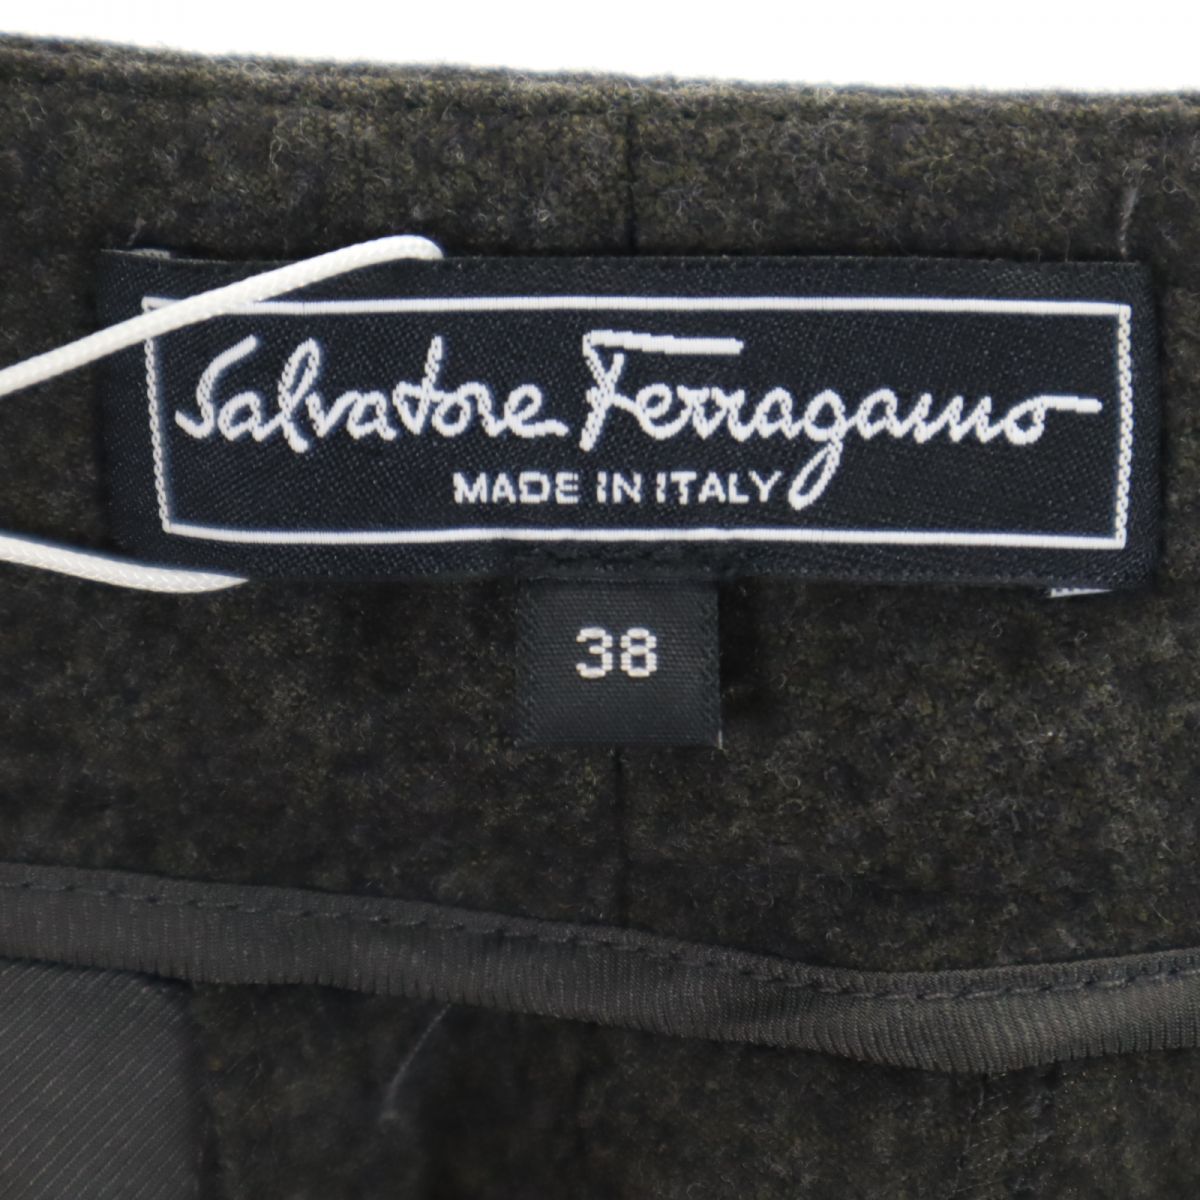 Salvatore Ferragamo
MADE IN ITALY
38